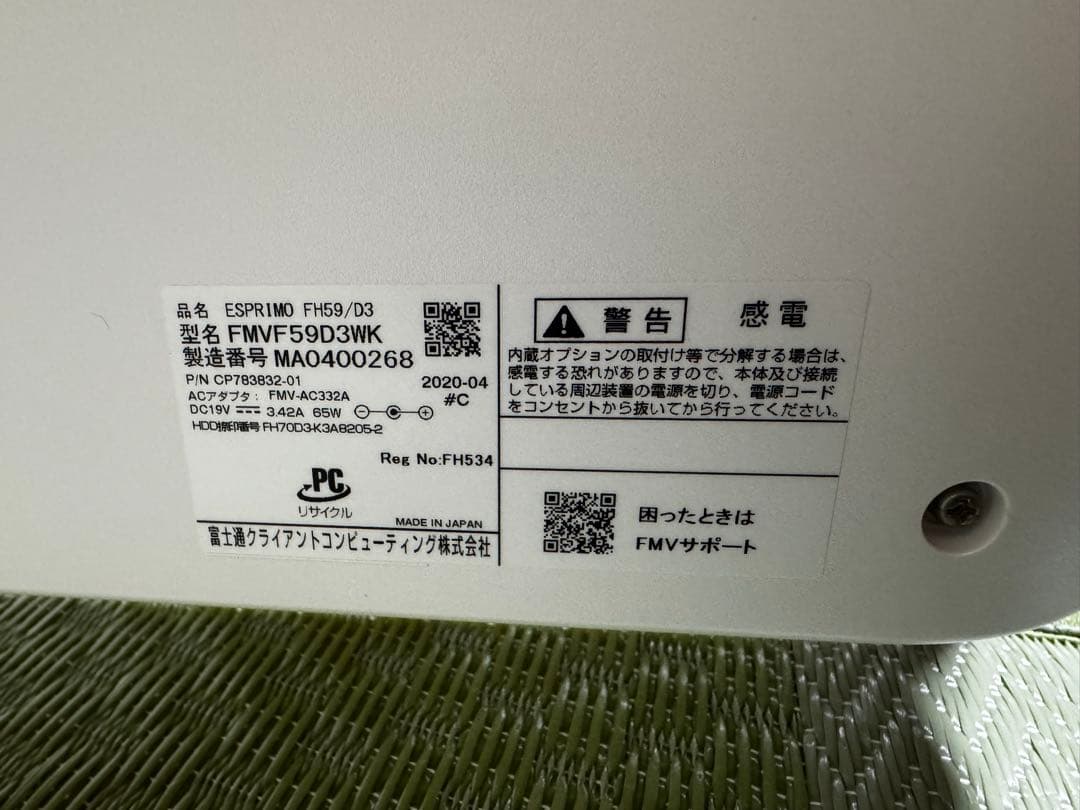 品名 ESPRIMO FH59/D3
型名 FMVF59D3WK
製造番号 MA0400268
P/N CP783832-01
2020-04
ACアダプタ: FMV-AC332A
#C
DC19V 3.42A 65W
HDD捺印番号 FH70D3-K3A8205-2
Reg No:FH534
PC
リサイクル
MADE IN JAPAN
富士通クライアントコンピューティング株式会社
警告 感電
内蔵オプションの取付け等で分解する場合は、
感電する恐れがありますので、本体及び接続
している周辺装置の電源を切り、電源コード
をコンセントから抜いてから行ってください。
困ったときは
FMVサポート